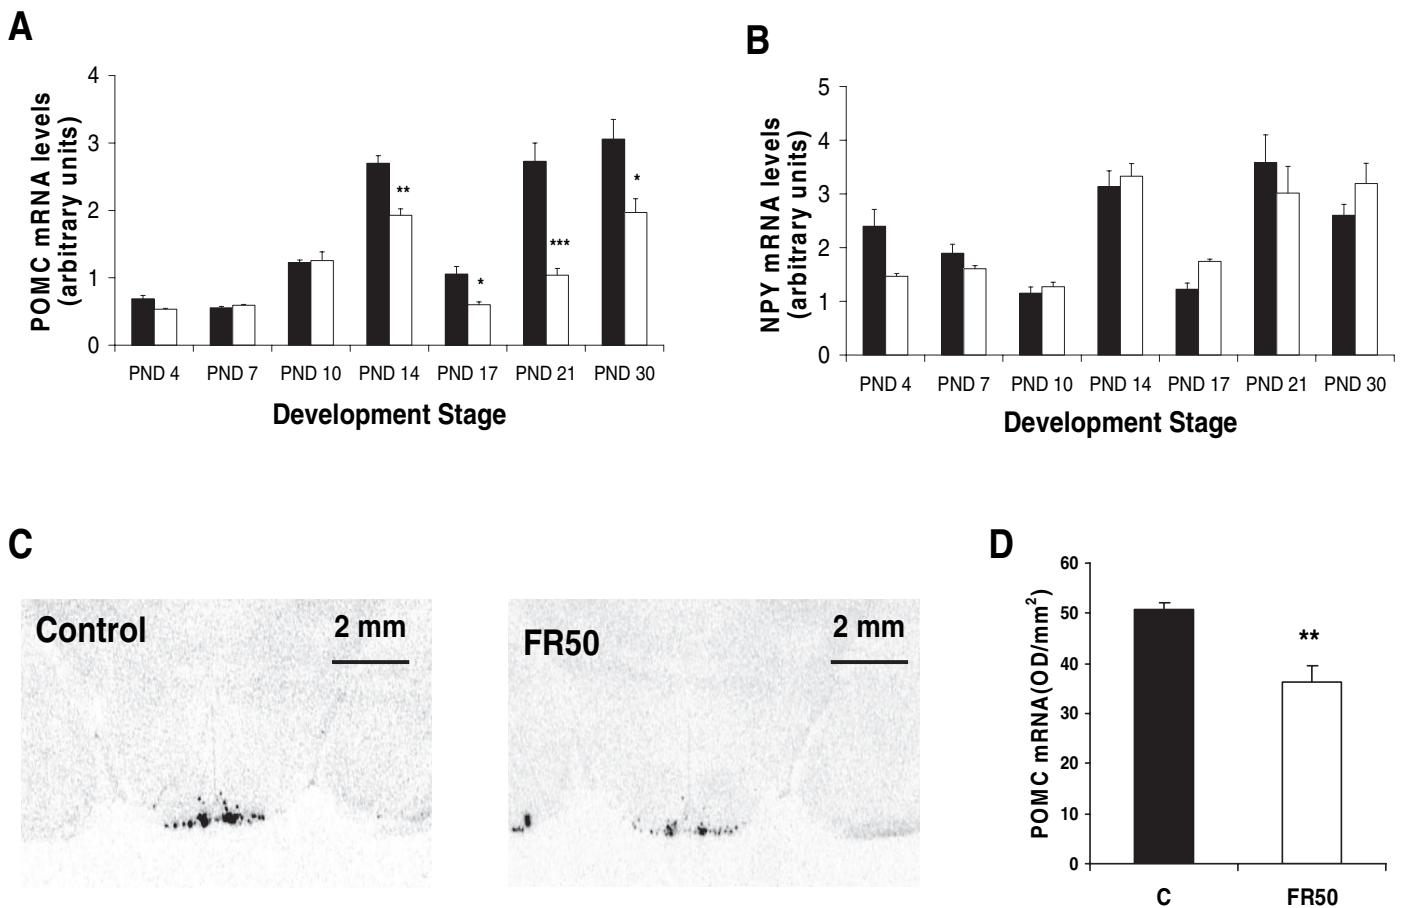 A
POMC mRNA levels
(arbitrary units)
4
3
2
1
0
**
*
***
*
PND 4 PND 7 PND 10 PND 14 PND 17 PND 21 PND 30
Development Stage
B
NPY mRNA levels
(arbitrary units)
5
4
3
2
1
0
PND 4 PND 7 PND 10 PND 14 PND 17 PND 21 PND 30
Development Stage
C
Control
2 mm
FR50
2 mm
D
POMC mRNA(OD/mm²)
60
50
40
30
20
10
0
**
C FR50